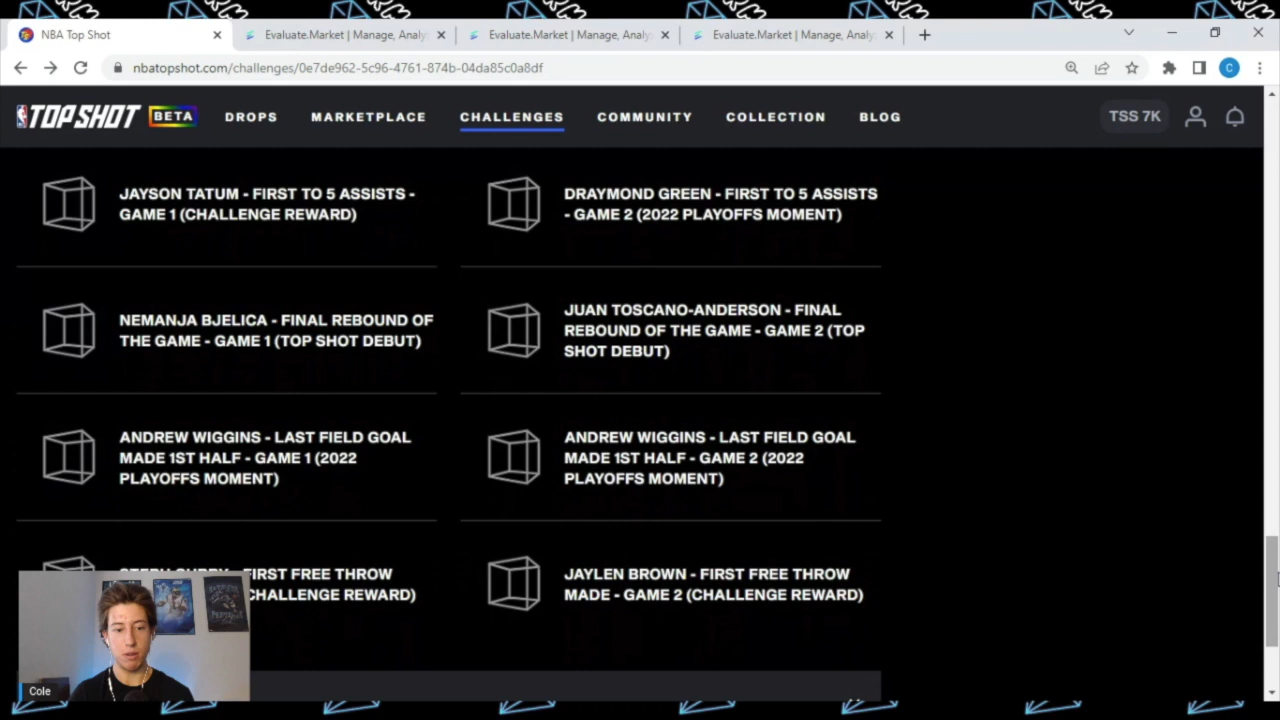 NBA Top Shot
Evaluate.Market | Manage, Analy
Evaluate.Market | Manage, Analy
Evaluate.Market | Manage, Analy
nbatopshot.com/challenges/0e7de962-5c96-4761-874b-04da85c0a8df
C
TOP SHOT BETA DROPS MARKETPLACE CHALLENGES COMMUNITY COLLECTION BLOG TSS 7K
JAYSON TATUM - FIRST TO 5 ASSISTS -
GAME 1 (CHALLENGE REWARD)
DRAYMOND GREEN - FIRST TO 5 ASSISTS
- GAME 2 (2022 PLAYOFFS MOMENT)
NEMANJA BJELICA - FINAL REBOUND OF
THE GAME - GAME 1 (TOP SHOT DEBUT)
JUAN TOSCANO-ANDERSON - FINAL
REBOUND OF THE GAME - GAME 2 (TOP
SHOT DEBUT)
ANDREW WIGGINS - LAST FIELD GOAL
MADE 1ST HALF - GAME 1 (2022
PLAYOFFS MOMENT)
ANDREW WIGGINS - LAST FIELD GOAL
MADE 1ST HALF - GAME 2 (2022
PLAYOFFS MOMENT)
FIRST FREE THROW
CHALLENGE REWARD)
JAYLEN BROWN - FIRST FREE THROW
MADE - GAME 2 (CHALLENGE REWARD)
Cole